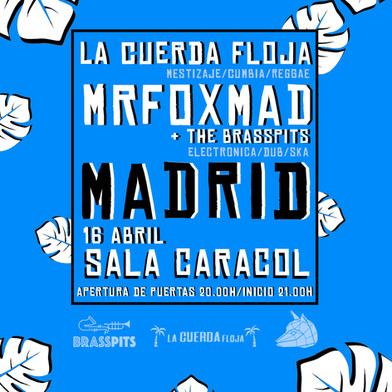 LA CUERDA FLOJA
MESTIZAJE/CUMBIA/REGGAE
MRFOXMAD
+ THE BRASSPITS
ELECTRONICA/DUB/SKA
MADRID
16 ABRIL
SALA CARACOL
APERTURA DE PUERTAS 20.00H/INICIO 21.00H
BRASSPITS
LA CUERDA FLOJA